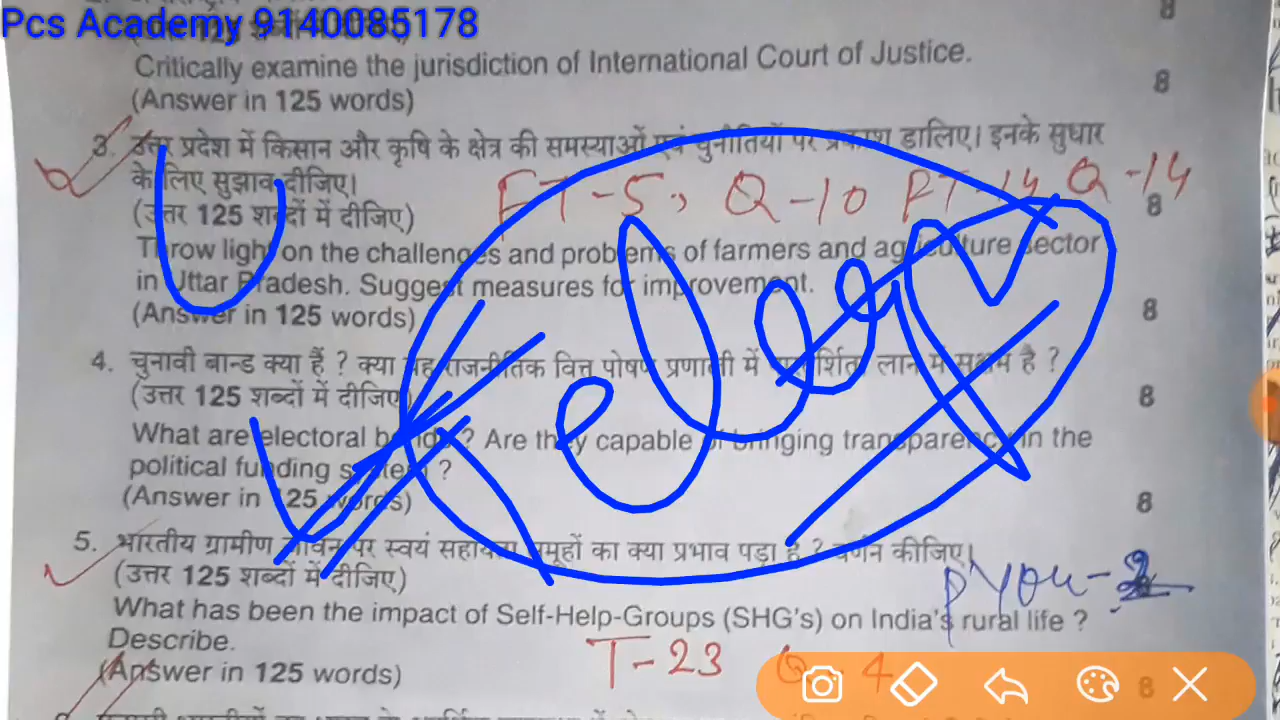 Pcs Academy 9140085178
8
Critically examine the jurisdiction of International Court of Justice.
(Answer in 125 words)
8
3. उत्तर प्रदेश में किसान और कृषि के क्षेत्र की समस्याओं एवं चुनौतियों पर प्रकाश डालिए। इनके सुधार
के लिए सुझाव दीजिए।
FT-5, Q-10 PT-14 Q-14
(उत्तर 125 शब्दों में दीजिए)
8
Throw light on the challenges and problems of farmers and agriculture sector
in Uttar Pradesh. Suggest measures for improvement.
(Answer in 125 words)
8
4. चुनावी बान्ड क्या हैं ? क्या यह राजनीतिक वित्त पोषण प्रणाली में पारदर्शिता लाने में सक्षम है ?
(उत्तर 125 शब्दों में दीजिए)
8
What are electoral bonds ? Are they capable of bringing transparency in the
political funding system ?
(Answer in 125 words)
8
5. भारतीय ग्रामीण जीवन पर स्वयं सहायता समूहों का क्या प्रभाव पड़ा है ? वर्णन कीजिए।
(उत्तर 125 शब्दों में दीजिए)
What has been the impact of Self-Help-Groups (SHG's) on India's rural life ?
Describe.
T-23
(Answer in 125 words)
8